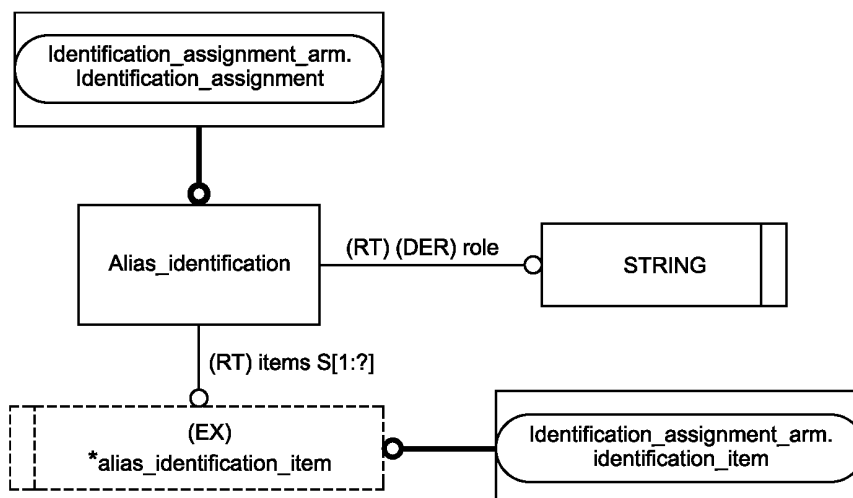 Identification_assignment_arm.
Identification_assignment
Alias_identification
(RT) (DER) role
STRING
(RT) items S[1:?]
(EX)
*alias_identification_item
Identification_assignment_arm.
identification_item